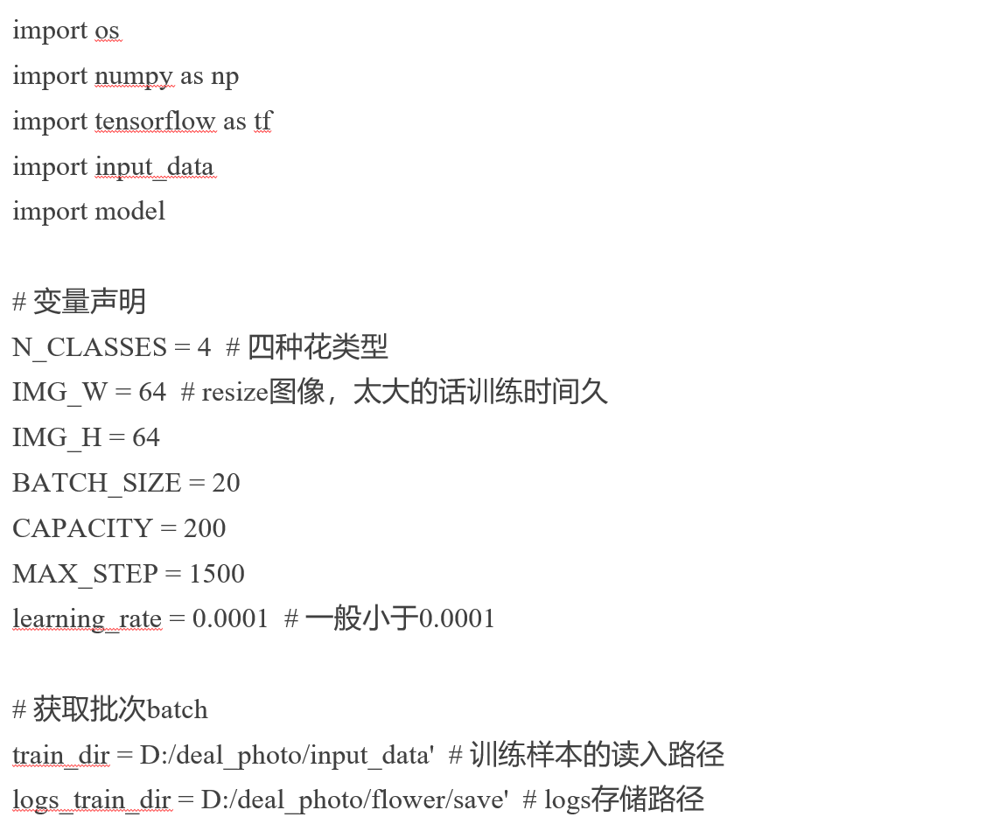 import os
import numpy as np
import tensorflow as tf
import input_data
import model
# 变量声明
N_CLASSES = 4  # 四种花类型
IMG_W = 64  # resize图像，太大的话训练时间久
IMG_H = 64
BATCH_SIZE = 20
CAPACITY = 200
MAX_STEP = 1500
learning_rate = 0.0001  # 一般小于0.0001
# 获取批次batch
train_dir = D:/deal_photo/input_data'  # 训练样本的读入路径
logs_train_dir = D:/deal_photo/flower/save'  # logs存储路径